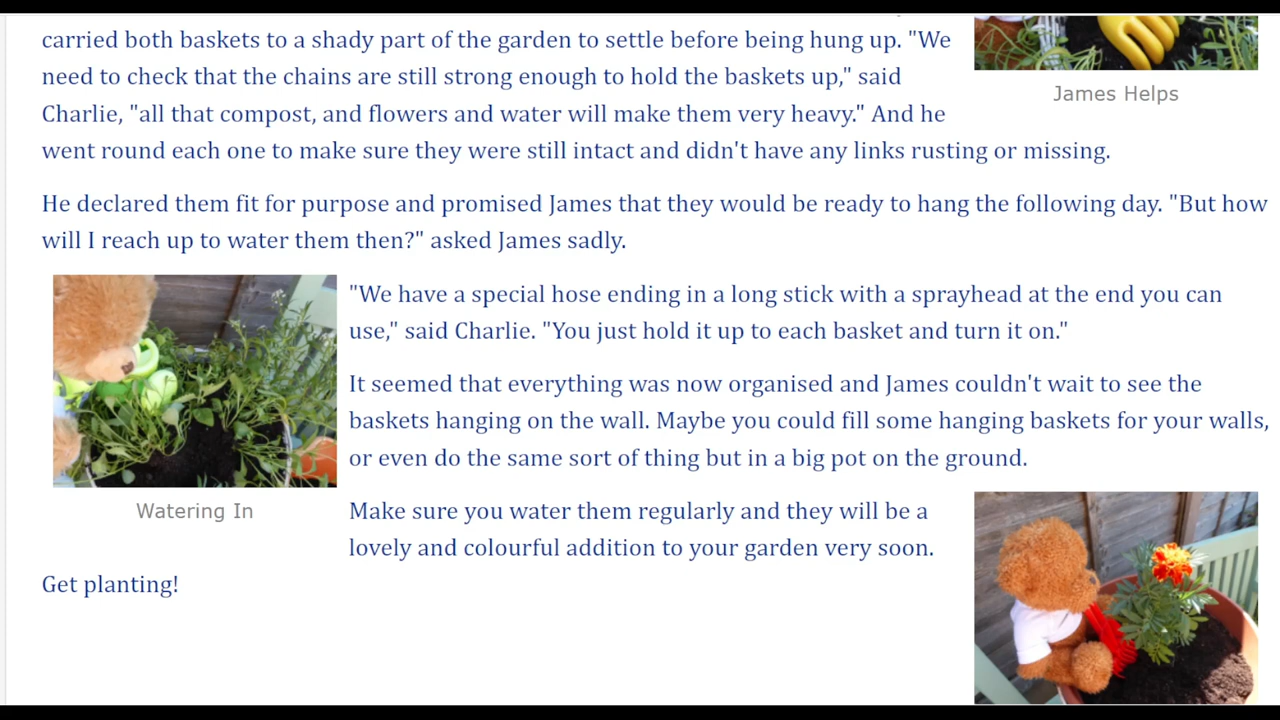 carried both baskets to a shady part of the garden to settle before being hung up. "We
need to check that the chains are still strong enough to hold the baskets up," said
Charlie, "all that compost, and flowers and water will make them very heavy." And he
went round each one to make sure they were still intact and didn't have any links rusting or missing.
James Helps
He declared them fit for purpose and promised James that they would be ready to hang the following day. "But how
will I reach up to water them then?" asked James sadly.
"We have a special hose ending in a long stick with a sprayhead at the end you can
use," said Charlie. "You just hold it up to each basket and turn it on."
It seemed that everything was now organised and James couldn't wait to see the
baskets hanging on the wall. Maybe you could fill some hanging baskets for your walls,
or even do the same sort of thing but in a big pot on the ground.
Watering In
Make sure you water them regularly and they will be a
lovely and colourful addition to your garden very soon.
Get planting!